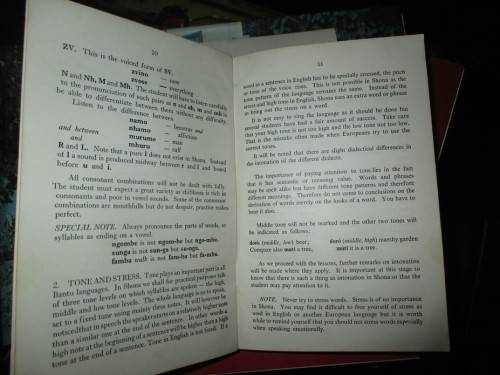 10
ZV. This is the voiced form of SV.
zvino — now
zvose — everything
N and Nh, M and Mh. The student will have to listen carefully
to the pronunciation of such pairs as n and nh, m and mh to
be able to differentiate between them without any difficulty.
Listen to the difference between
namo
and between nhamo — affliction
murume — man
and mhuru — calf
R and L. Note that a pure l does not exist in Shona. Instead
of l a sound is produced midway between r and l and heard
before u and i.
All consonant combinations will not be dealt with fully.
The student must expect a great variety as richness is rich in
consonants and poor in vowel sounds. Some of the consonant
combinations are mouthfuls but do not despair, practice makes
perfect.
SPECIAL NOTE. Always pronounce the parts of words, or
syllables as ending on a vowel.
ngombe is not ngom-be but ngo-mbe.
sunga is not sun-ga but su-nga.
famba walk is not fam-ba but fa-mba.
2. TONE AND STRESS. Tone plays an important part in all
Bantu languages. In Shona we shall for practical purposes talk
of three tone levels on which syllables are spoken — the high,
middle and low tone levels. The whole language is to speak,
set to a fixed tune using mainly three notes. It will however be
noticed that in speech the speaker starts on a relatively higher note
than a similar one at the end of the sentence. In other words a
high note at the beginning of a sentence will be higher than a high
tone at the end of a sentence. Tone in English is not fixed. If a
11
word in a sentence in English has to be specially stressed, the pitch
or tone of the voice rises. This is not possible in Shona as the
tone pattern of the language remains the same. Instead of the
stress and high tone in English, Shona uses an extra word or phrase
to bring out the stress on a word.
It is not easy to sing the language as it should be done but
several students have had a fair amount of success. Take care
that your high tone is not too high and the low tone not too low.
That is the mistake often made when Europeans try to use the
correct tones.
It will be noted that there are slight dialectical differences in
the intonation of the different dialects.
The importance of paying attention to tone lies in the fact
that it has semantic or meaning value. Words and phrases
may be spelt alike but have different tone patterns and therefore
different meanings. Therefore do not come to conclusions on the
derivation of words merely on the looks of a word. You have to
hear it also.
Middle tone will not be marked and the other two tones will
be indicated as follows:
(middle, low) boor; (middle, high) marshy garden
Compare also muti a tree, muti it is a tree.
As we proceed with the lessons, further remarks on intonation
will be made where they apply. It is important at this stage to
know that there is such a thing as intonation in Shona so that the
student may pay attention to it.
NOTE. Never try to stress words. Stress is of no importance
in Shona. You may find it difficult to free yourself of stress as
used in English or another European language but it is worth
while to remind yourself that you should not stress words especially
when speaking emotionally.